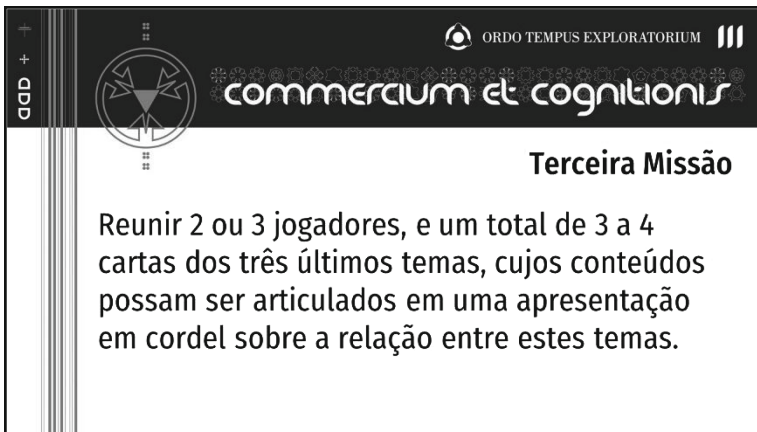 ORDO TEMPUS EXPLORATORIUM III
commercium et cognitionis
Terceira Missão
Reunir 2 ou 3 jogadores, e um total de 3 a 4
cartas dos três últimos temas, cujos conteúdos
possam ser articulados em uma apresentação
em cordel sobre a relação entre estes temas.